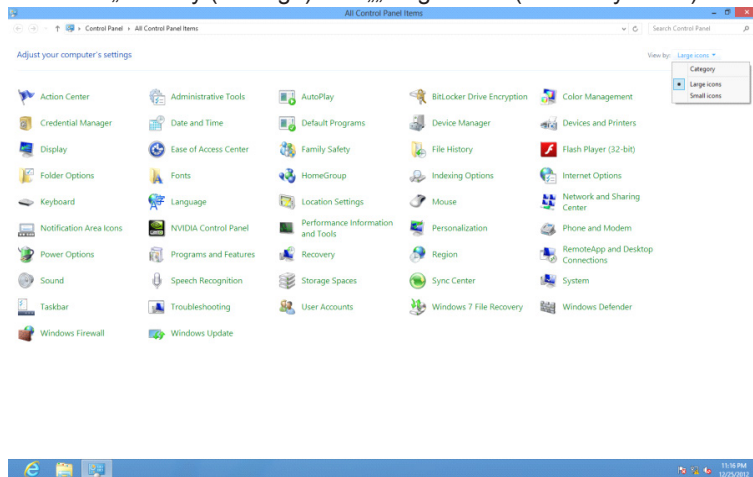 All Control Panel Items
Control Panel All Control Panel Items Search Control Panel
Adjust your computer's settings View by: Large icons
Category
Large icons
Small icons
Action Center Administrative Tools AutoPlay BitLocker Drive Encryption Color Management
Credential Manager Date and Time Default Programs Device Manager Devices and Printers
Display Ease of Access Center Family Safety File History Flash Player (32-bit)
Folder Options Fonts HomeGroup Indexing Options Internet Options
Keyboard Language Location Settings Mouse Network and Sharing
Center
Notification Area Icons NVIDIA Control Panel Performance Information
and Tools Personalization Phone and Modem
Power Options Programs and Features Recovery Region RemoteApp and Desktop
Connections
Sound Speech Recognition Storage Spaces Sync Center System
Taskbar Troubleshooting User Accounts Windows 7 File Recovery Windows Defender
Windows Firewall Windows Update
11:16 PM
12/25/2012